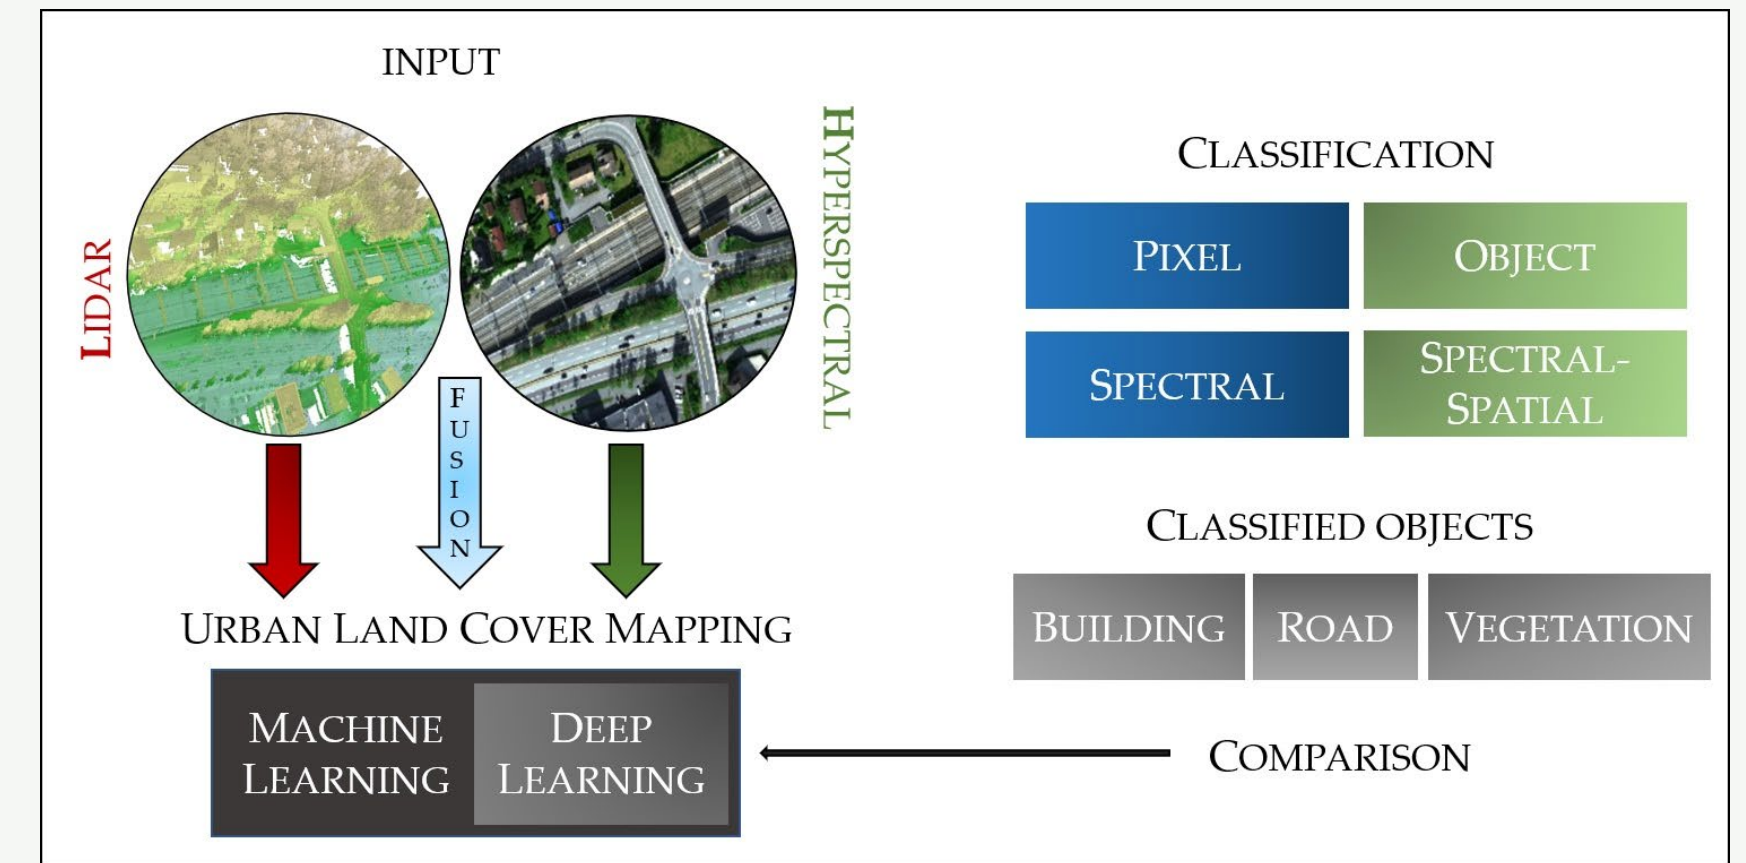 INPUT
LIDAR
HYPERSPECTRAL
FUSION
URBAN LAND COVER MAPPING
MACHINE
LEARNING
DEEP
LEARNING
CLASSIFICATION
PIXEL
OBJECT
SPECTRAL
SPECTRAL-
SPATIAL
CLASSIFIED OBJECTS
BUILDING
ROAD
VEGETATION
COMPARISON